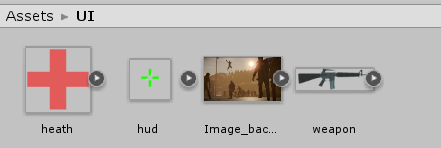 Assets ► UI
heath
hud
Image_bac...
weapon